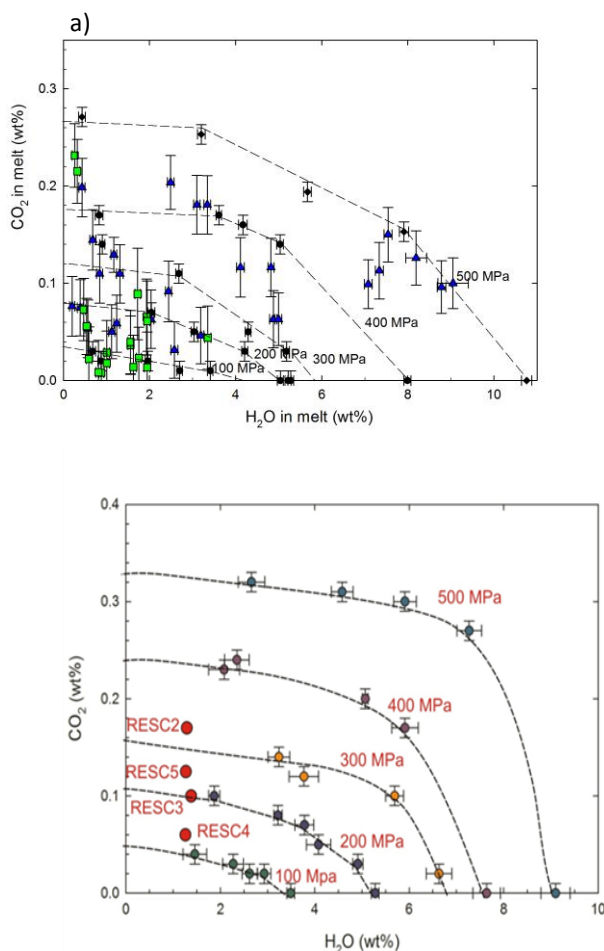 a)
0.3
0.2
0.1
0.0
CO2 in melt (wt%)
500 MPa
400 MPa
300 MPa
200 MPa
100 MPa
0 2 4 6 8 10
H2O in melt (wt%)
0.4
0.3
0.2
0.1
0.0
CO2 (wt%)
500 MPa
400 MPa
RESC2
300 MPa
RESC5
RESC3
200 MPa
RESC4
100 Mpa
0 2 4 6 8 10
H2O (wt%)